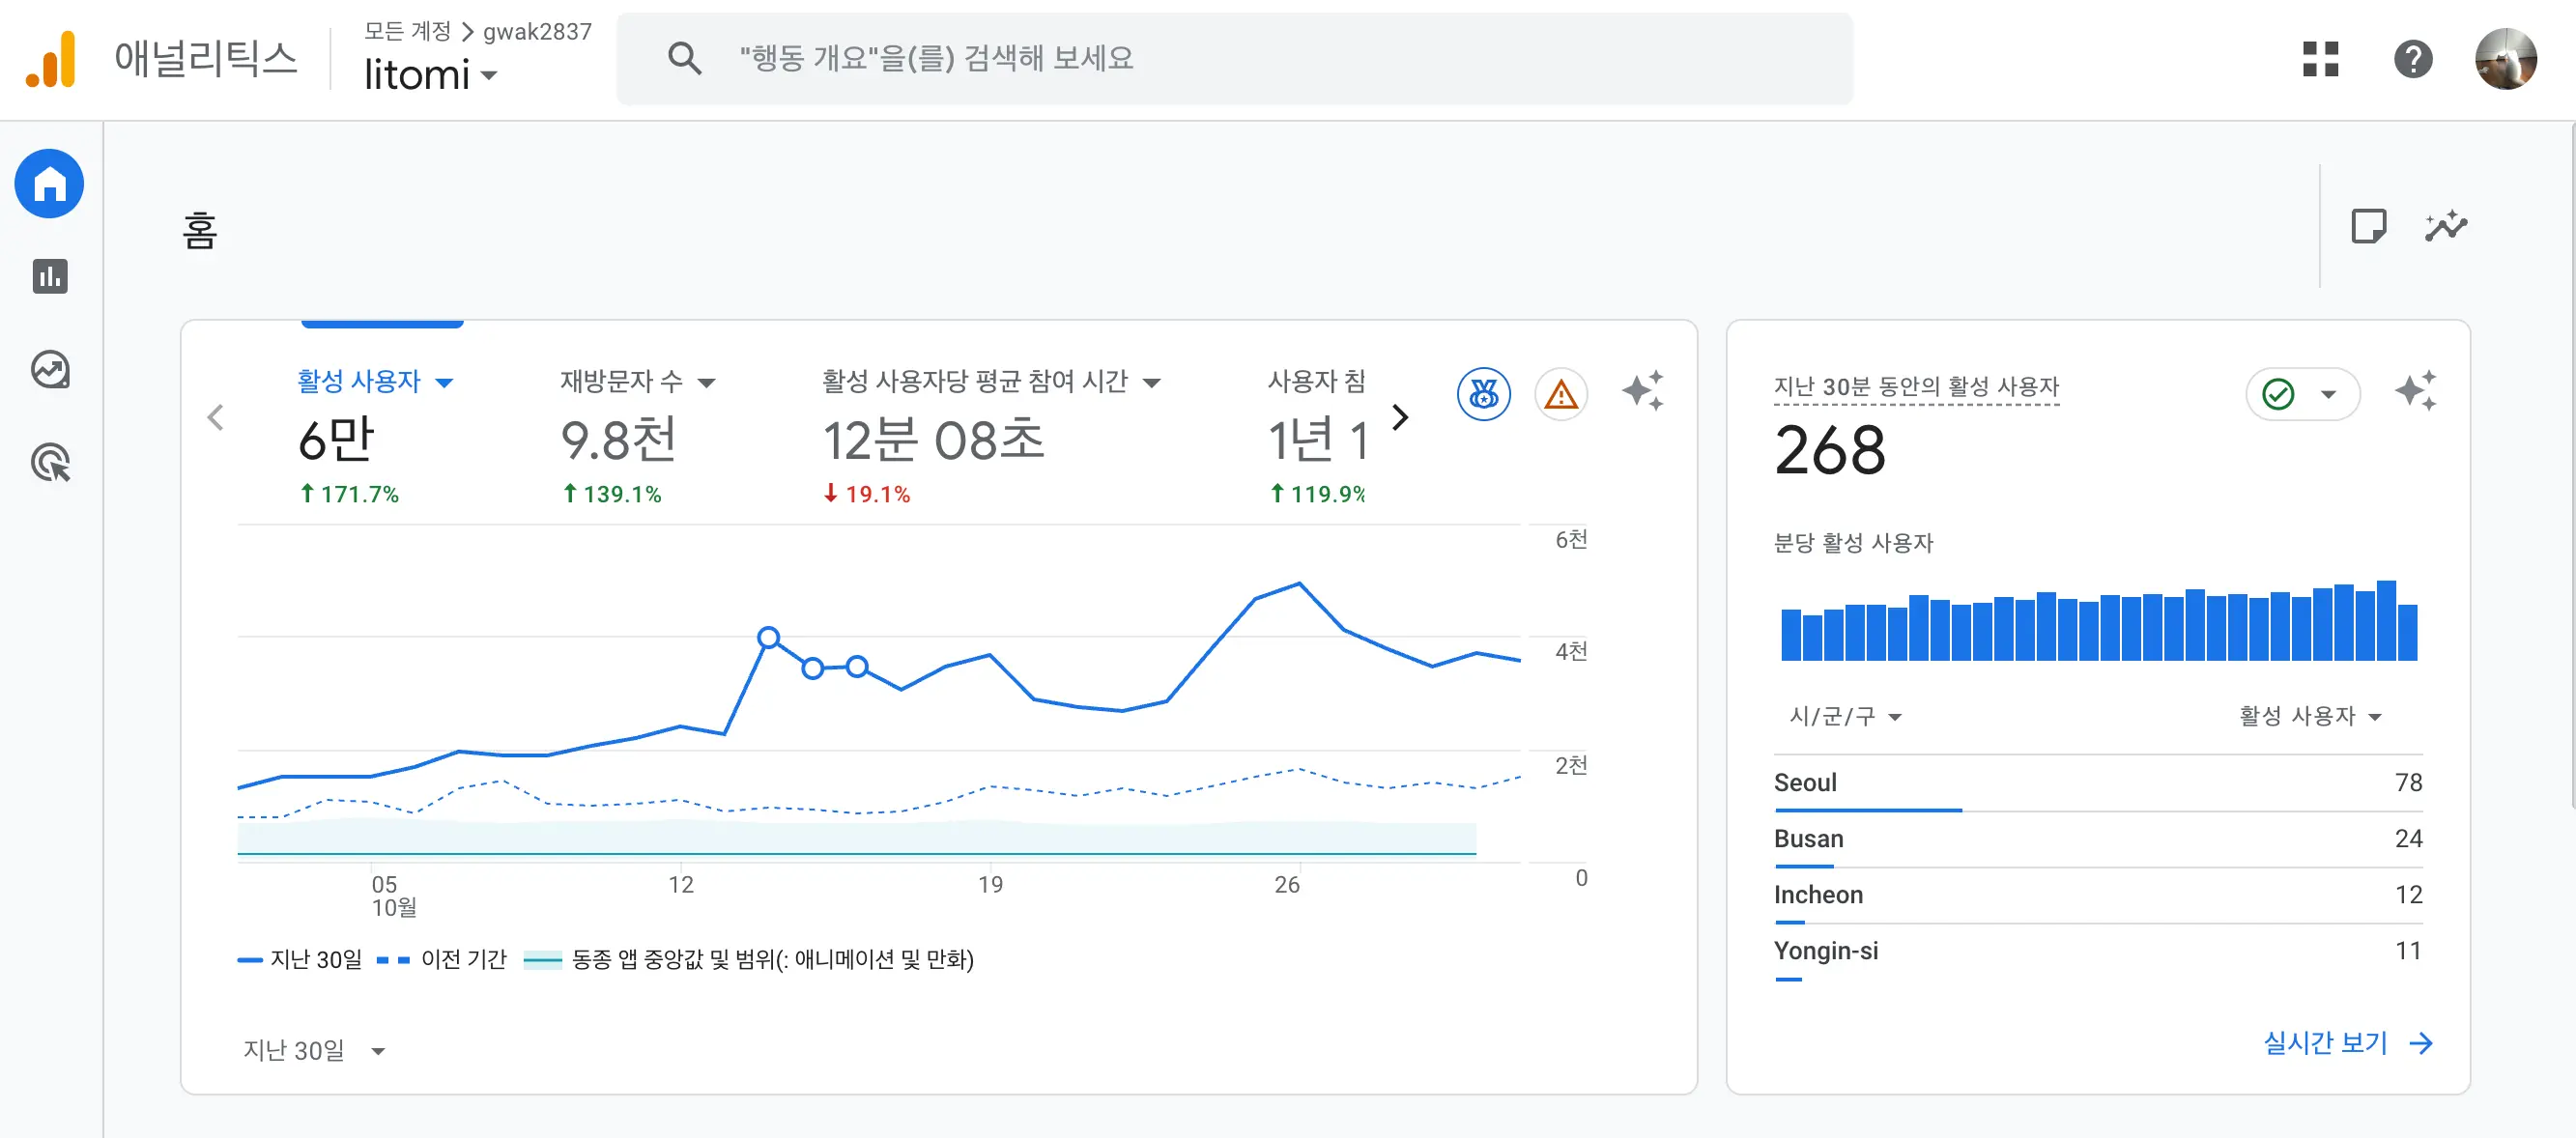 애널리틱스
모든 계정 > gwak2837
litomi
"행동 개요"을(를) 검색해 보세요
홈
활성 사용자
6만
171.7%
재방문자 수
9.8천
139.1%
활성 사용자당 평균 참여 시간
12분 08초
19.1%
사용자 참
1년 1
119.9%
6천
4천
2천
0
05
10월
12
19
26
지난 30일
이전 기간
동종 앱 중앙값 및 범위(: 애니메이션 및 만화)
지난 30일
지난 30분 동안의 활성 사용자
268
분당 활성 사용자
시/군/구
활성 사용자
Seoul 78
Busan 24
Incheon 12
Yongin-si 11
실시간 보기